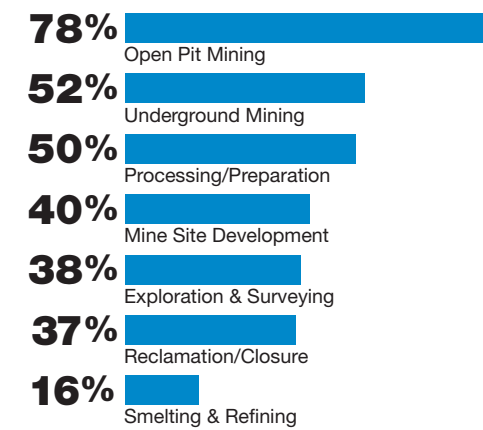 78%
Open Pit Mining
52%
Underground Mining
50%
Processing/Preparation
40%
Mine Site Development
38%
Exploration & Surveying
37%
Reclamation/Closure
16%
Smelting & Refining